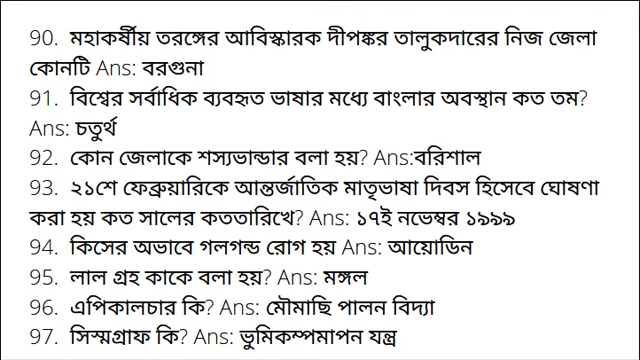 90. মহাকর্ষীয় তরঙ্গের আবিস্কারক দীপঙ্কর তালুকদারের নিজ জেলা
কোনটি Ans: বরগুনা
91. বিশ্বের সর্বাধিক ব্যবহৃত ভাষার মধ্যে বাংলার অবস্থান কত তম?
Ans: চতুর্থ
92. কোন জেলাকে শস্যভান্ডার বলা হয়? Ans:বরিশাল
93. ২১শে ফেব্রুয়ারিকে আন্তর্জাতিক মাতৃভাষা দিবস হিসেবে ঘোষণা
করা হয় কত সালের কততারিখে? Ans: ১৭ই নভেম্বর ১৯৯৯
94. কিসের অভাবে গলগন্ড রোগ হয় Ans: আয়োডিন
95. লাল গ্রহ কাকে বলা হয়? Ans: মঙ্গল
96. এপিকালচার কি? Ans: মৌমাছি পালন বিদ্যা
97. সিস্মগ্রাফ কি? Ans: ভুমিকম্পমাপন যন্ত্র